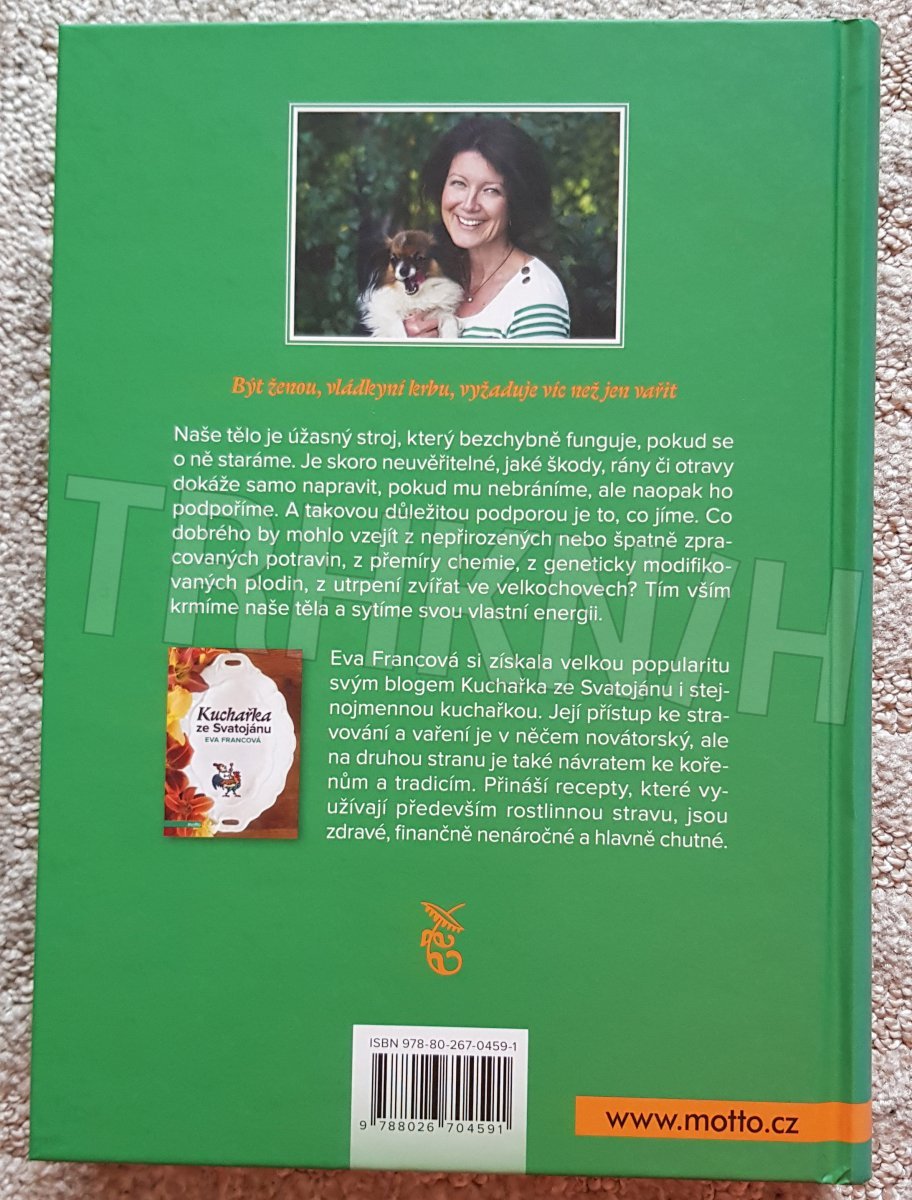 Být ženou, vládkyní krbu, vyžaduje víc než jen vařit
Naše tělo je úžasný stroj, který bezchybně funguje, pokud se
o ně staráme. Je skoro neuvěřitelné, jaké škody, rány či otravy
dokáže samo napravit, pokud mu nebráníme, ale naopak ho
podpoříme. A takovou důležitou podporou je to, co jíme. Co
dobrého by mohlo vzejít z nepřirozených nebo špatně zpra-
covaných potravin, z přemíry chemie, z geneticky modifiko-
vaných plodin, z utrpení zvířat ve velkochovech? Tím vším
krmíme naše těla a sytíme svou vlastní energii.
TRHKNIH
Kuchařka
ze Svatojánu
EVA FRANCOVÁ
motto
Eva Francová si získala velkou popularitu
svým blogem Kuchařka ze Svatojánu i stej-
nojmennou kuchařkou. Její přístup ke stra-
vování a vaření je v něčem novátorský, ale
na druhou stranu je také návratem ke koře-
nům a tradicím. Přináší recepty, které vy-
užívají především rostlinnou stravu, jsou
zdravé, finančně nenáročné a hlavně chutné.
ISBN 978-80-267-0459-1
9 788026 704591
www.motto.cz